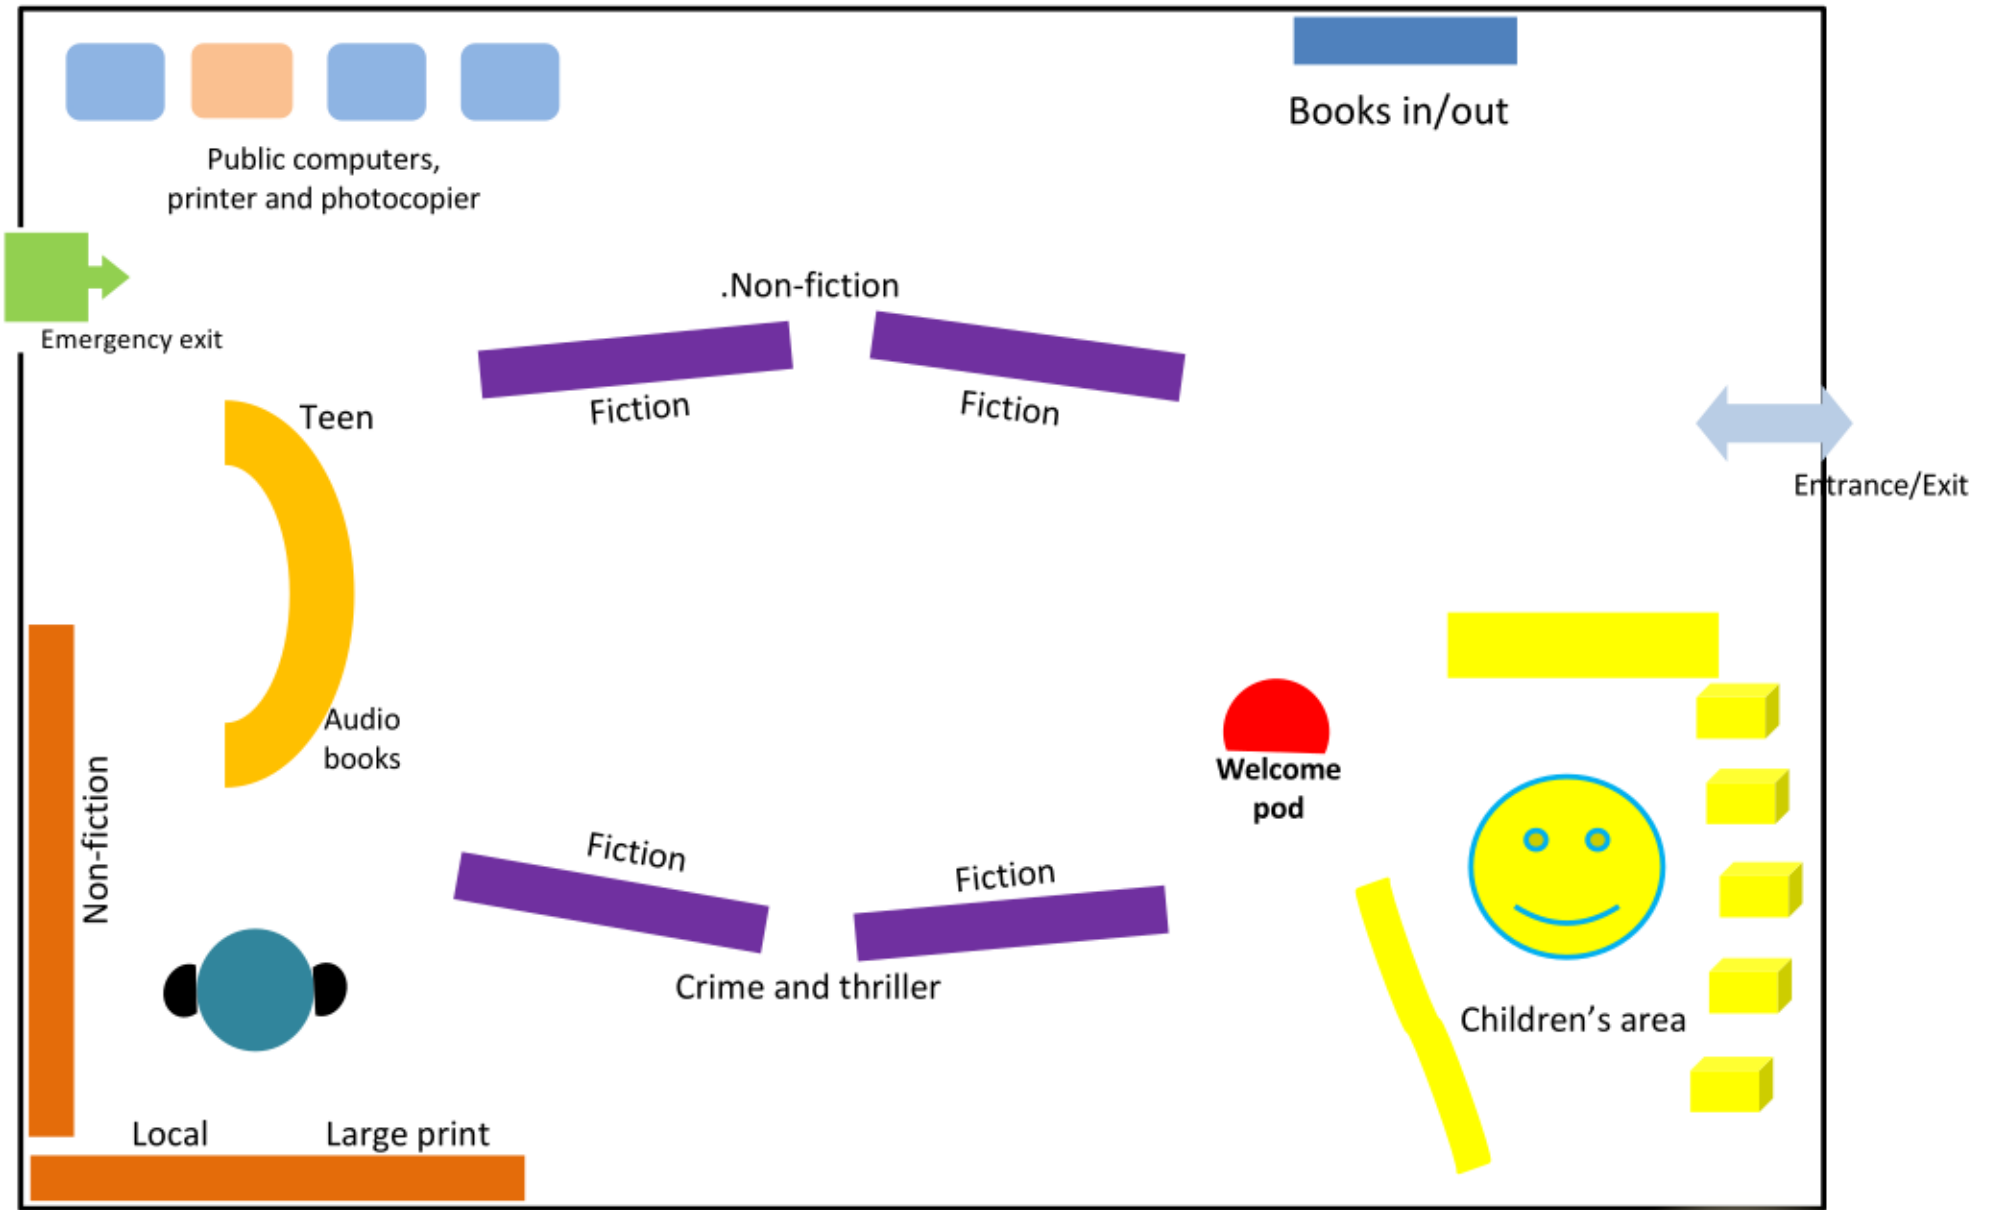 Books in/out
Public computers,
printer and photocopier
.Non-fiction
Emergency exit
Teen
Fiction
Fiction
Entrance/Exit
Audio
books
Non-fiction
Welcome
pod
Fiction
Fiction
Crime and thriller
Children’s area
Local
Large print